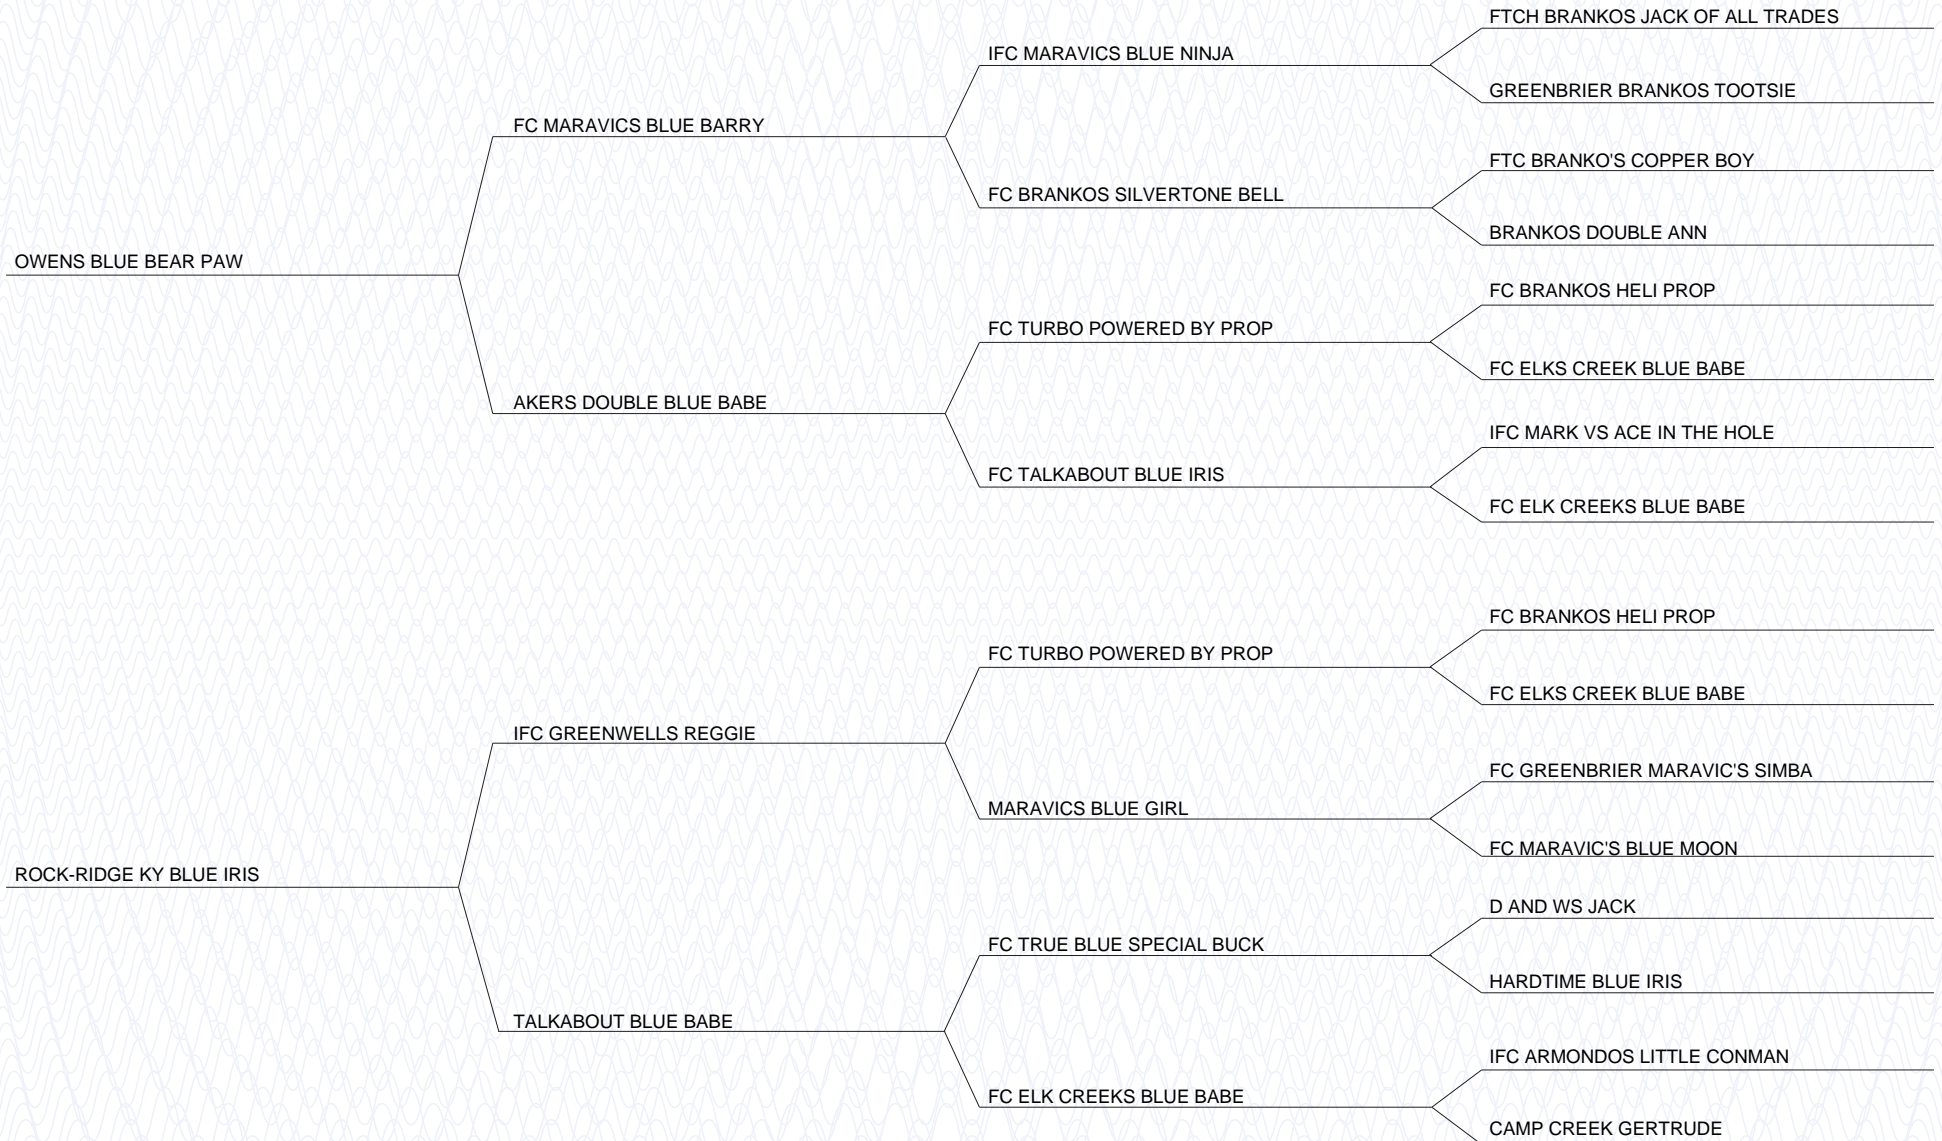 FTCH BRANKOS JACK OF ALL TRADES
IFC MARAVICS BLUE NINJA
GREENBRIER BRANKOS TOOTSIE
FC MARAVICS BLUE BARRY
FTC BRANKO'S COPPER BOY
FC BRANKOS SILVERTONE BELL
BRANKOS DOUBLE ANN
OWENS BLUE BEAR PAW
FC BRANKOS HELI PROP
FC TURBO POWERED BY PROP
FC ELKS CREEK BLUE BABE
AKERS DOUBLE BLUE BABE
IFC MARK VS ACE IN THE HOLE
FC TALKABOUT BLUE IRIS
FC ELK CREEKS BLUE BABE
FC BRANKOS HELI PROP
FC TURBO POWERED BY PROP
FC ELKS CREEK BLUE BABE
IFC GREENWELLS REGGIE
FC GREENBRIER MARAVIC'S SIMBA
MARAVICS BLUE GIRL
FC MARAVIC'S BLUE MOON
ROCK-RIDGE KY BLUE IRIS
D AND WS JACK
FC TRUE BLUE SPECIAL BUCK
HARDTIME BLUE IRIS
TALKABOUT BLUE BABE
IFC ARMONDOS LITTLE CONMAN
FC ELK CREEKS BLUE BABE
CAMP CREEK GERTRUDE